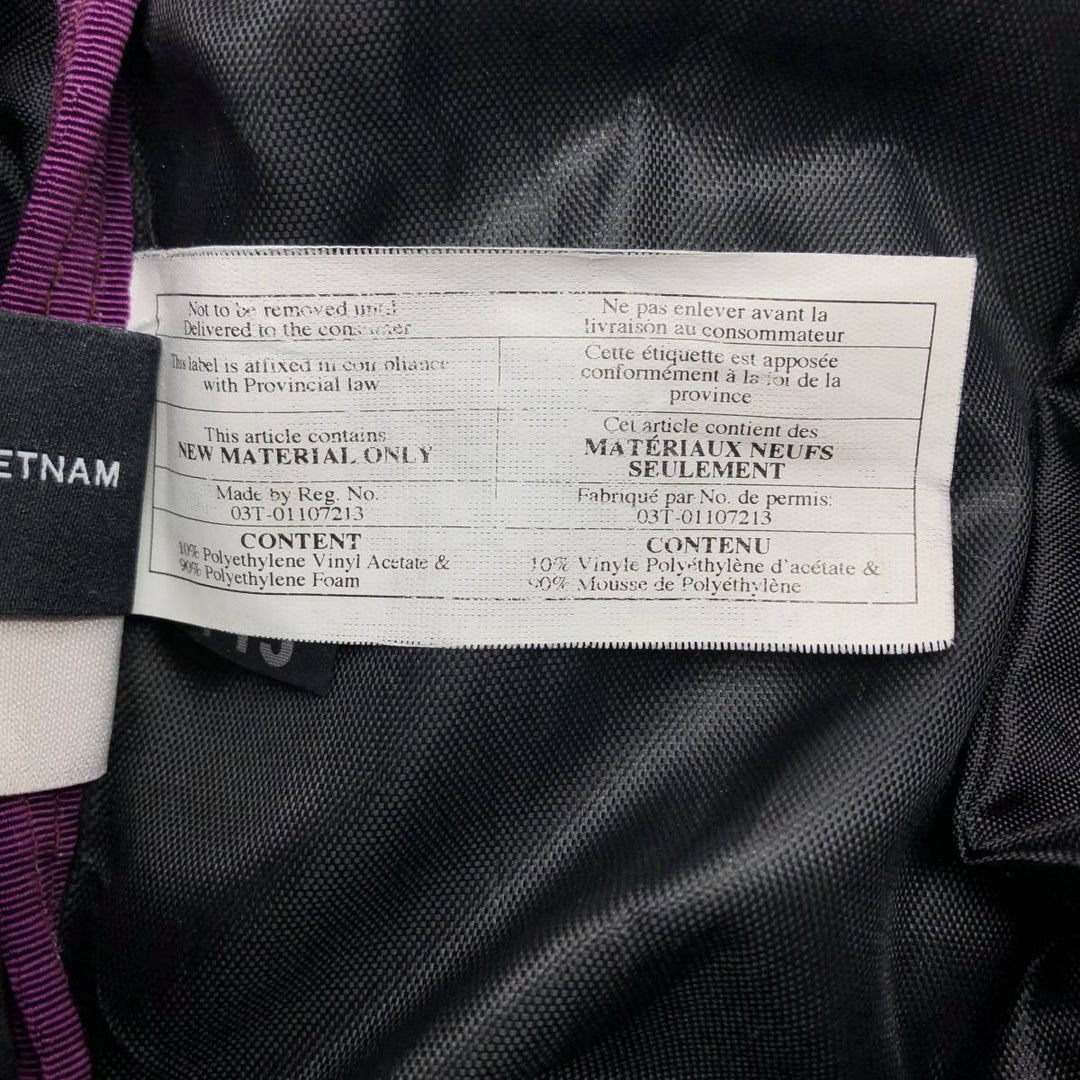 Not to be removed until
Delivered to the consumer
This label is affixed in compliance
with Provincial law
This article contains
NEW MATERIAL ONLY
Made by Reg. No.
03T-01107213
CONTENT
10% Polyethylene Vinyl Acetate &
90% Polyethylene Foam
Ne pas enlever avant la
livraison au consommateur
Cette étiquette est apposée
conformément à la loi de la
province
Cet article contient des
MATÉRIAUX NEUFS
SEULEMENT
Fabriqué par No. de permis:
03T-01107213
CONTENU
10% Vinyle Polyéthylène d'acétate &
90% Mousse de Polyéthylène
ETNAM